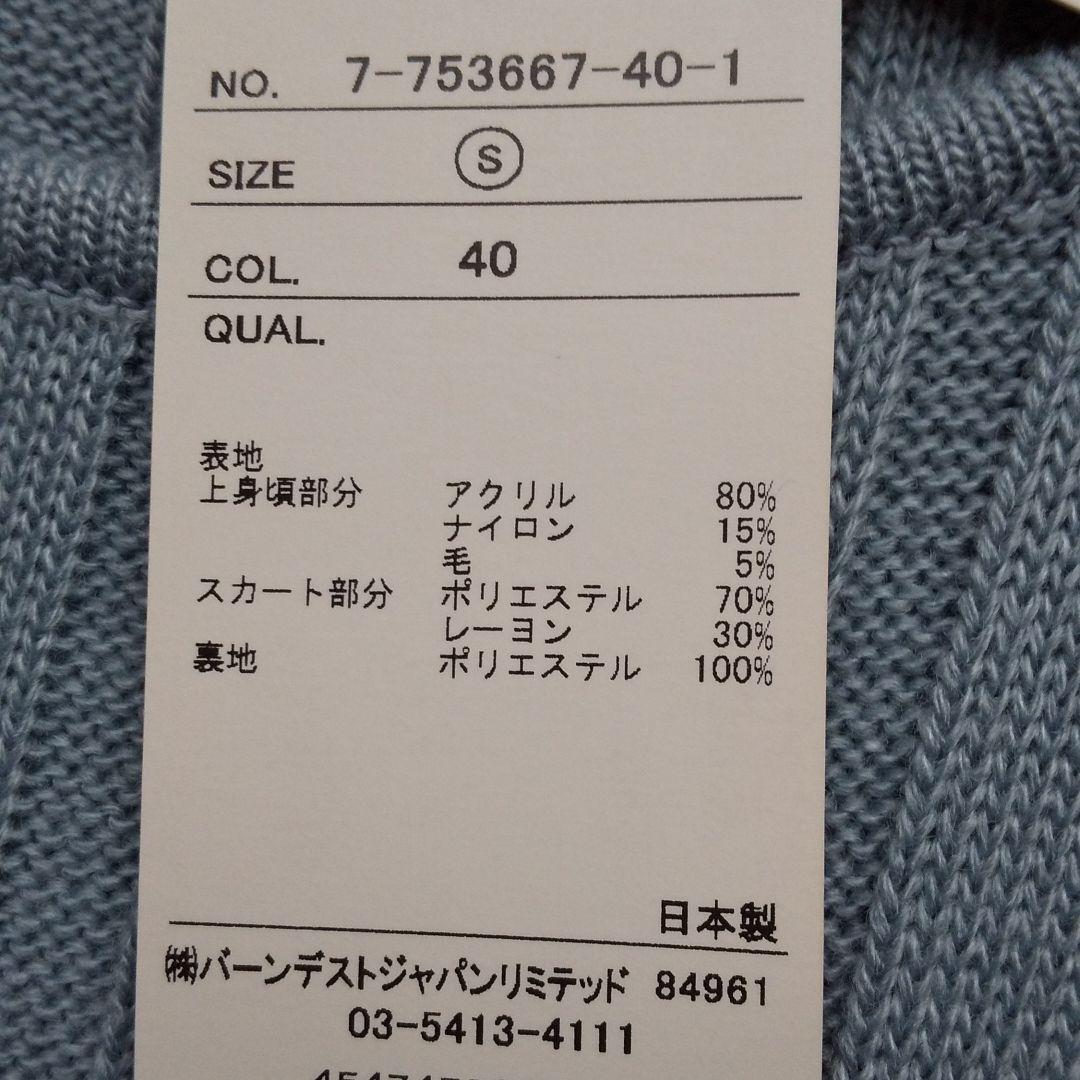 NO. 7-753667-40-1
SIZE Ⓢ
COL. 40
QUAL.
表地
上身頃部分 アクリル 80%
ナイロン 15%
毛 5%
スカート部分 ポリエステル 70%
レーヨン 30%
裏地 ポリエステル 100%
日本製
㈱バーンデストジャパンリミテッド 84961
03-5413-4111